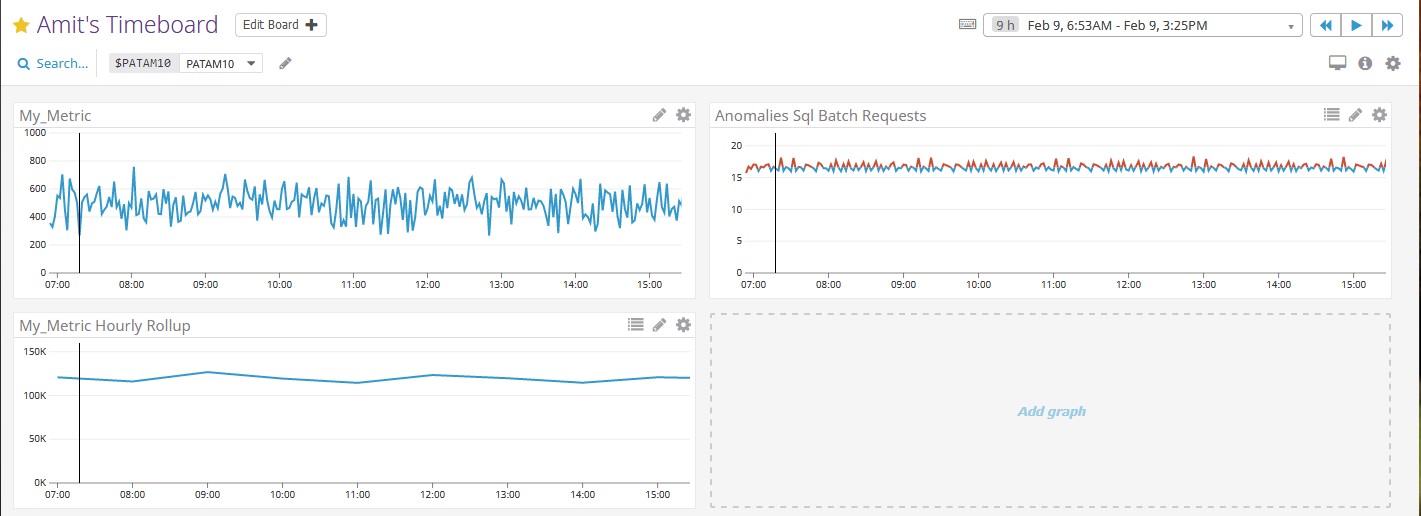 Amit's Timeboard Edit Board + 9 h Feb 9, 6:53AM - Feb 9, 3:25PM
Search... $PATAM10 PATAM10
My_Metric
1000
800
600
400
200
0
07:00 08:00 09:00 10:00 11:00 12:00 13:00 14:00 15:00
Anomalies Sql Batch Requests
20
15
10
5
0
07:00 08:00 09:00 10:00 11:00 12:00 13:00 14:00 15:00
My_Metric Hourly Rollup
150K
100K
50K
0K
07:00 08:00 09:00 10:00 11:00 12:00 13:00 14:00 15:00
Add graph